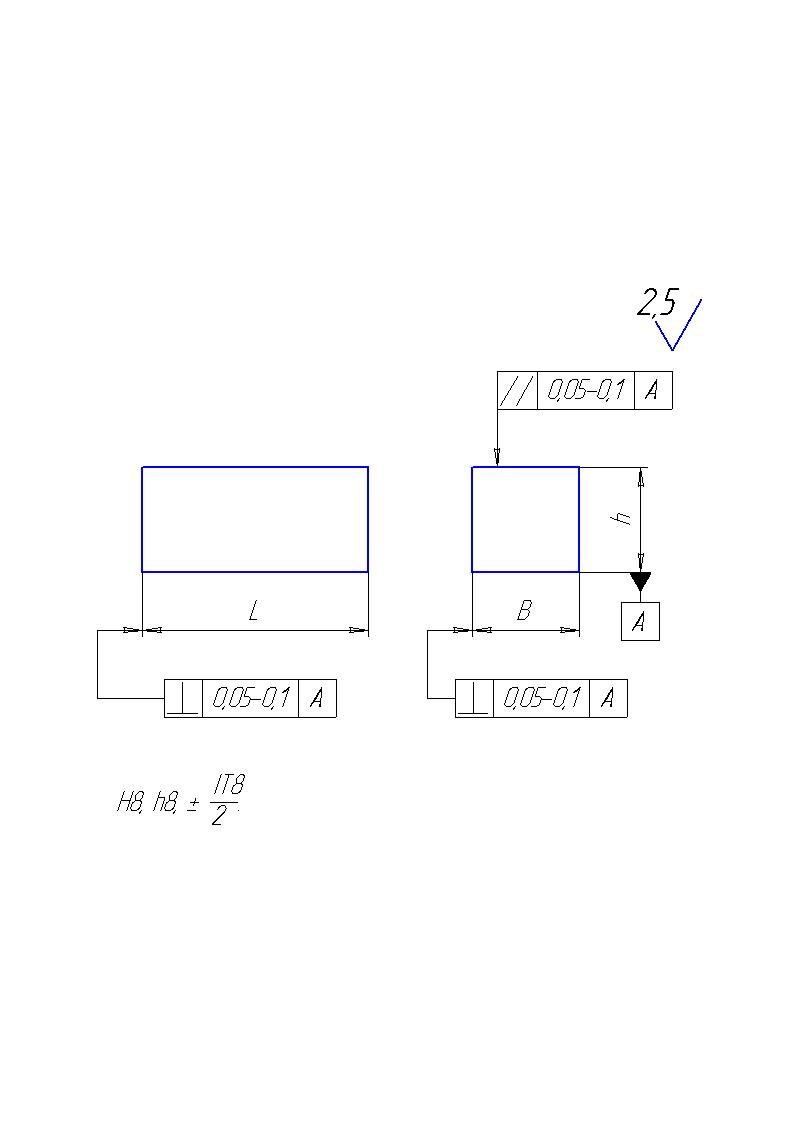 2,5
// 0,05–0,1 А
h
L
B
А
⊥ 0,05–0,1 А
⊥ 0,05–0,1 А
H8, h8, ± IT8/2.